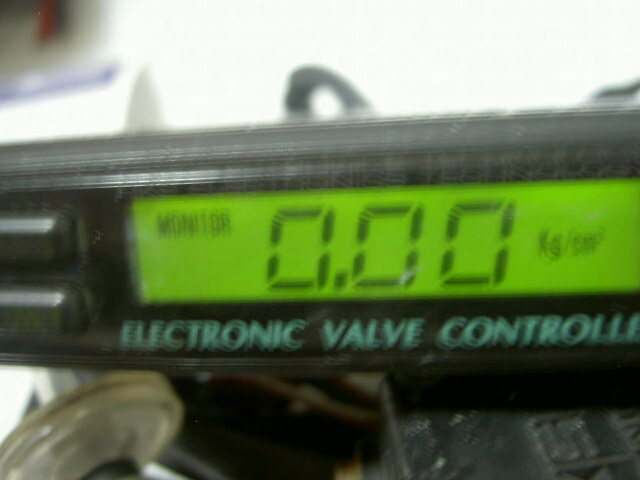 MONITOR 0.00 Kg/cm²
ELECTRONIC VALVE CONTROLLE